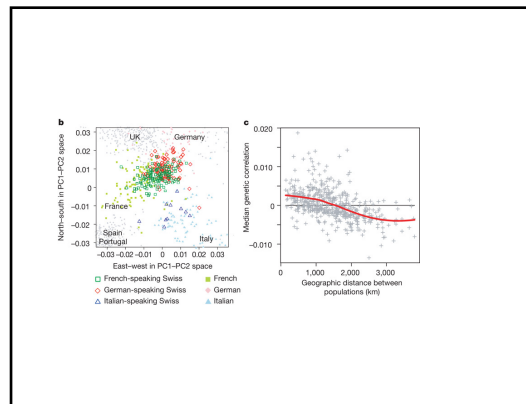 b
North–south in PC1–PC2 space
0.03
0.02
0.01
0
−0.01
−0.02
−0.03
UK
Germany
France
Spain
Portugal
Italy
−0.03
−0.02
−0.01
0
0.01
0.02
0.03
East–west in PC1–PC2 space
French-speaking Swiss
German-speaking Swiss
Italian-speaking Swiss
French
German
Italian
c
Median genetic correlation
0.020
0.010
0
−0.010
0
1,000
2,000
3,000
Geographic distance between
populations (km)